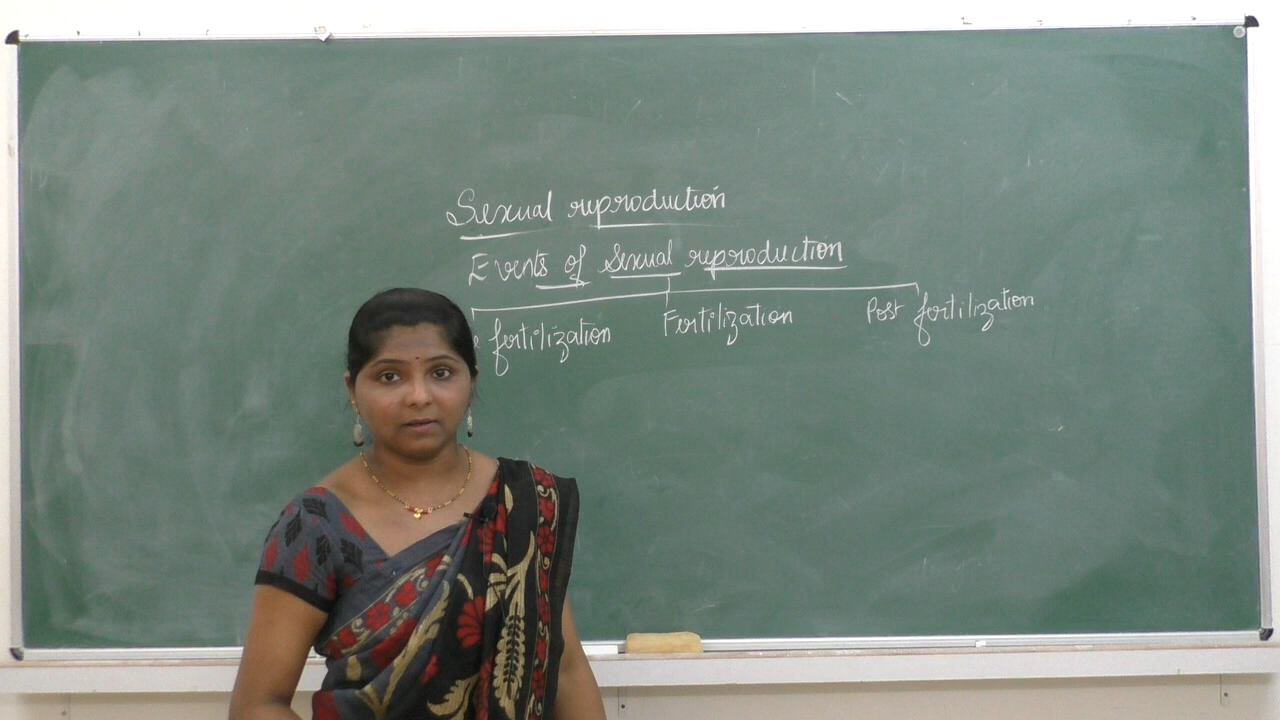 Sexual reproduction
Events of Sexual reproduction
fertilization Fertilization Post fertilization